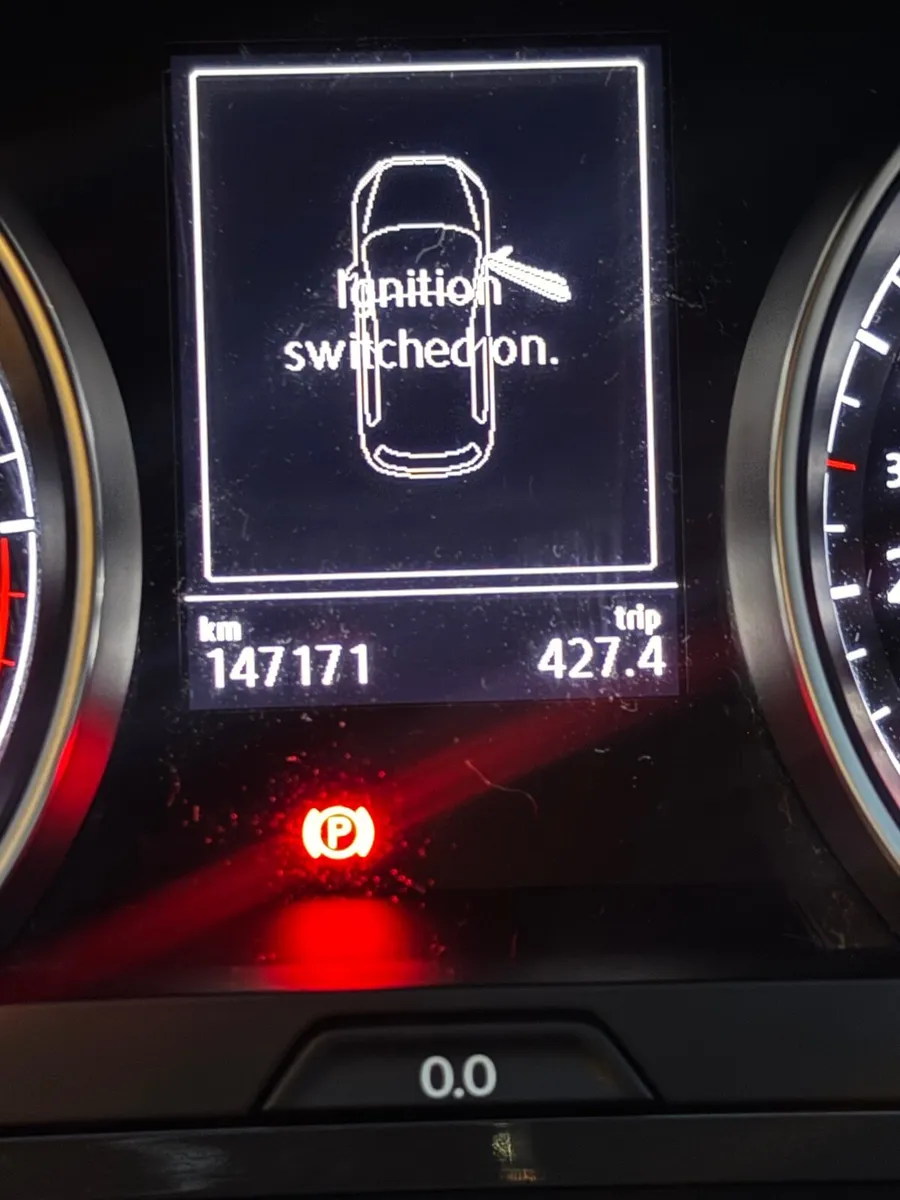 Ignition
switched on.
km trip
147171 427.4
P
0.0